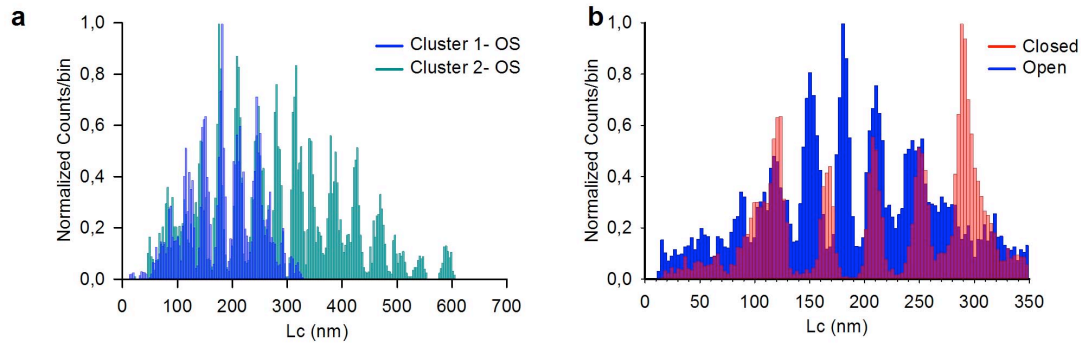 a
1,0
0,8
0,6
0,4
0,2
0,0
Normalized Counts/bin
0 100 200 300 400 500 600 700
Lc (nm)
Cluster 1- OS
Cluster 2- OS
b
1,0
0,8
0,6
0,4
0,2
0,0
Normalized Counts/bin
0 50 100 150 200 250 300 350
Lc (nm)
Closed
Open